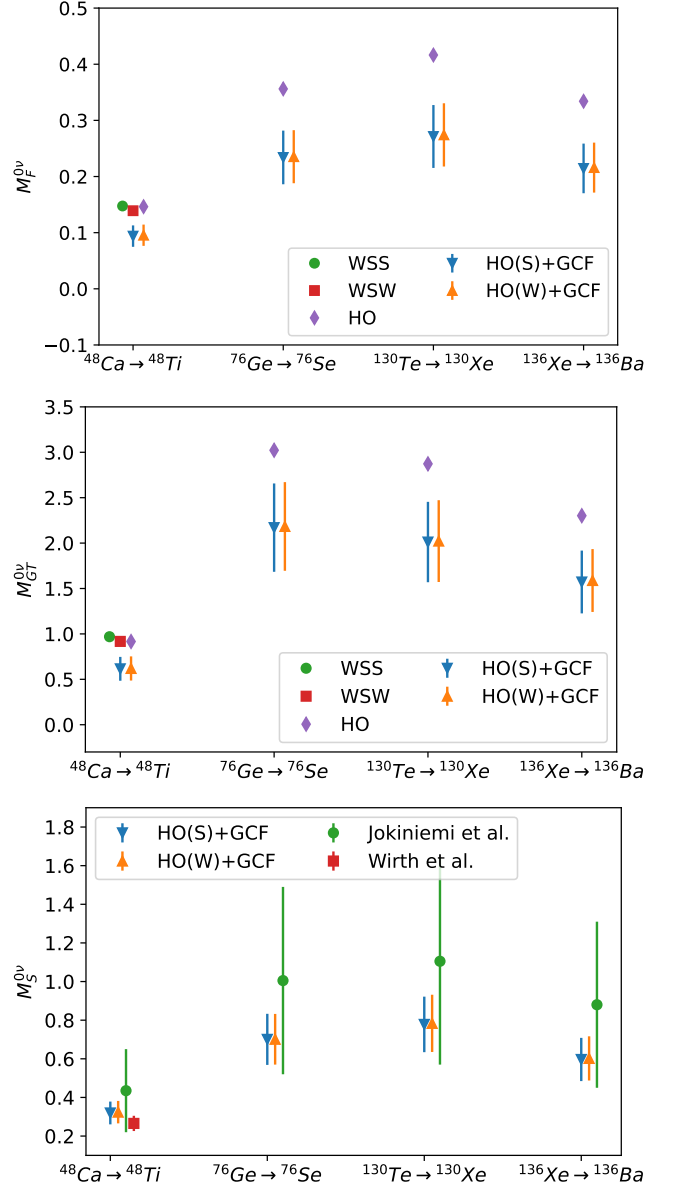 0.5
0.4
0.3
0.2
0.1
0.0
−0.1
M_F^{0ν}
WSS
WSW
HO
HO(S)+GCF
HO(W)+GCF
⁴⁸Ca→⁴⁸Ti
⁷⁶Ge→⁷⁶Se
¹³⁰Te→¹³⁰Xe
¹³⁶Xe→¹³⁶Ba
3.5
3.0
2.5
2.0
1.5
1.0
0.5
0.0
M_{GT}^{0ν}
WSS
WSW
HO
HO(S)+GCF
HO(W)+GCF
⁴⁸Ca→⁴⁸Ti
⁷⁶Ge→⁷⁶Se
¹³⁰Te→¹³⁰Xe
¹³⁶Xe→¹³⁶Ba
1.8
1.6
1.4
1.2
1.0
0.8
0.6
0.4
0.2
M_S^{0ν}
HO(S)+GCF
HO(W)+GCF
Jokiniemi et al.
Wirth et al.
⁴⁸Ca→⁴⁸Ti
⁷⁶Ge→⁷⁶Se
¹³⁰Te→¹³⁰Xe
¹³⁶Xe→¹³⁶Ba